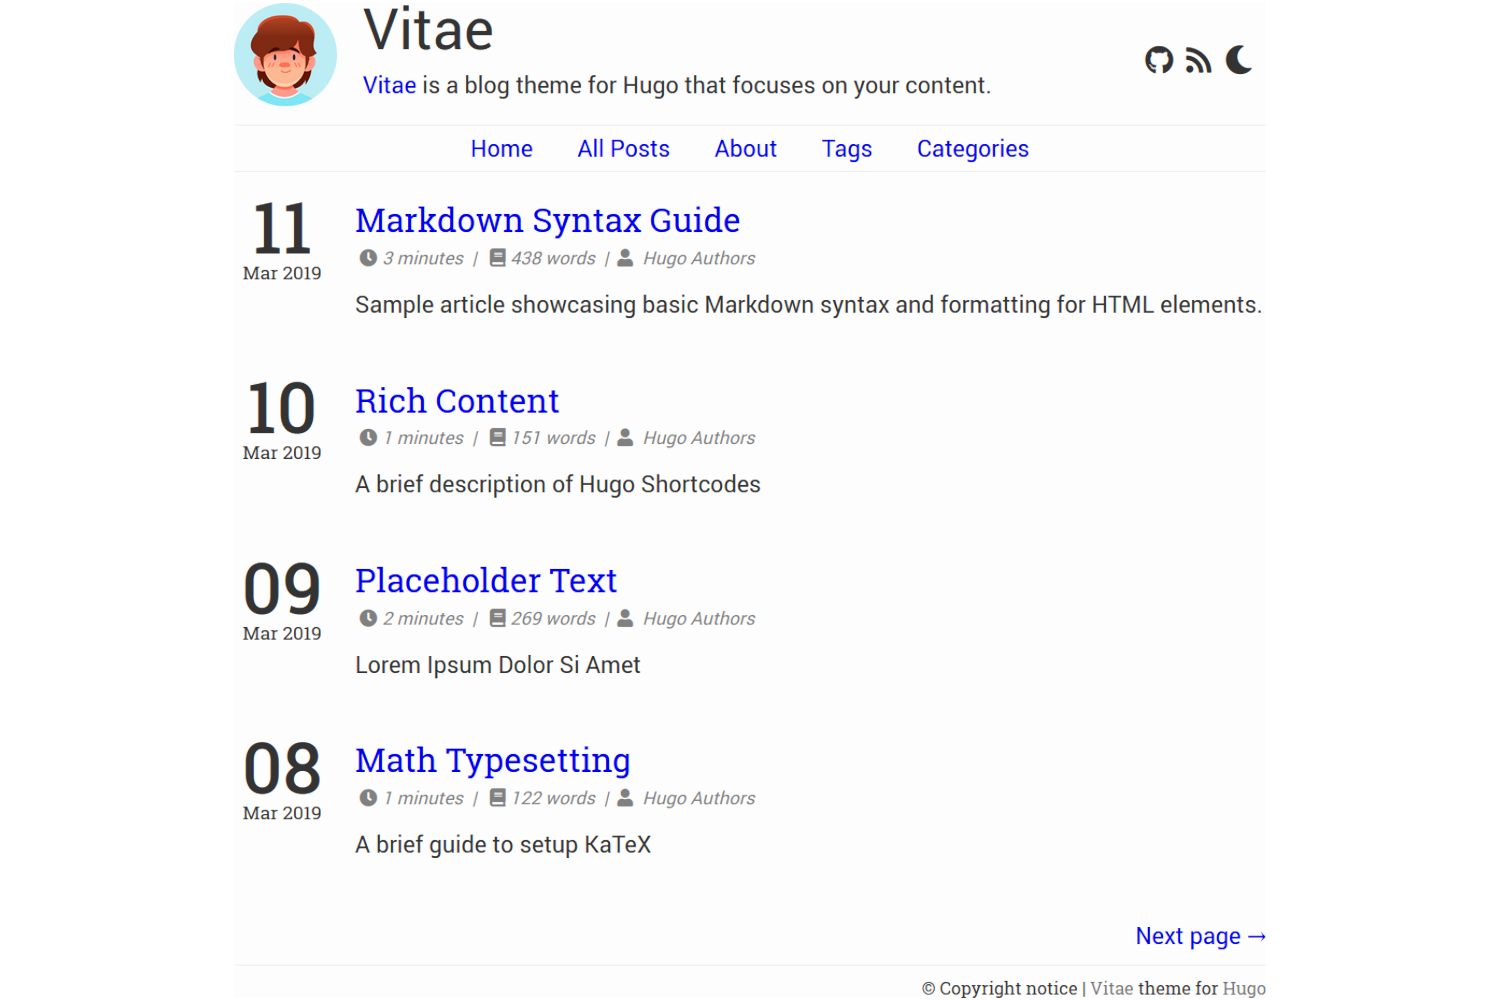 Vitae
Vitae is a blog theme for Hugo that focuses on your content.
Home All Posts About Tags Categories
11
Mar 2019
Markdown Syntax Guide
3 minutes | 438 words | Hugo Authors
Sample article showcasing basic Markdown syntax and formatting for HTML elements.
10
Mar 2019
Rich Content
1 minutes | 151 words | Hugo Authors
A brief description of Hugo Shortcodes
09
Mar 2019
Placeholder Text
2 minutes | 269 words | Hugo Authors
Lorem Ipsum Dolor Si Amet
08
Mar 2019
Math Typesetting
1 minutes | 122 words | Hugo Authors
A brief guide to setup KaTeX
Next page →
© Copyright notice | Vitae theme for Hugo